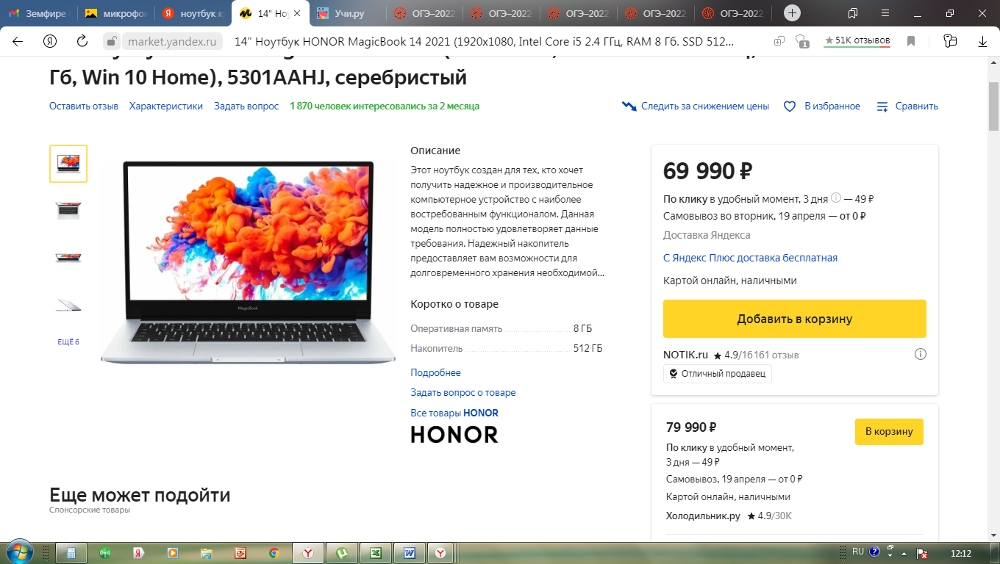 Земфире
микрофо
ноутбук к
14" Но
Учи.ру
ОГЭ–2022
ОГЭ–2022
ОГЭ–2022
ОГЭ–2022
ОГЭ–2022
market.yandex.ru
14" Ноутбук HONOR MagicBook 14 2021 (1920x1080, Intel Core i5 2.4 ГГц, RAM 8 Гб. SSD 512...
1
★ 51K отзывов
Гб, Win 10 Home), 5301AAHJ, серебристый
Оставить отзыв Характеристики Задать вопрос 1 870 человек интересовались за 2 месяца
Следить за снижением цены В избранное Сравнить
ЕЩЁ 6
MagicBook
Описание
Этот ноутбук создан для тех, кто хочет
получить надежное и производительное
компьютерное устройство с наиболее
востребованным функционалом. Данная
модель полностью удовлетворяет данные
требования. Надежный накопитель
предоставляет вам возможности для
долговременного хранения необходимой...
Коротко о товаре
Оперативная память 8 ГБ
Накопитель 512 ГБ
Подробнее
Задать вопрос о товаре
Все товары HONOR
HONOR
69 990 ₽
По клику в удобный момент, 3 дня — 49 ₽
Самовывоз во вторник, 19 апреля — от 0 ₽
Доставка Яндекса
С Яндекс Плюс доставка бесплатная
Картой онлайн, наличными
Добавить в корзину
NOTIK.ru ★ 4.9/16161 отзыв
Отличный продавец
79 990 ₽
В корзину
По клику в удобный момент,
3 дня — 49 ₽
Самовывоз, 19 апреля — от 0 ₽
Картой онлайн, наличными
Холодильник.ру ★ 4.9/30K
Еще может подойти
Спонсорские товары
RU
12:12